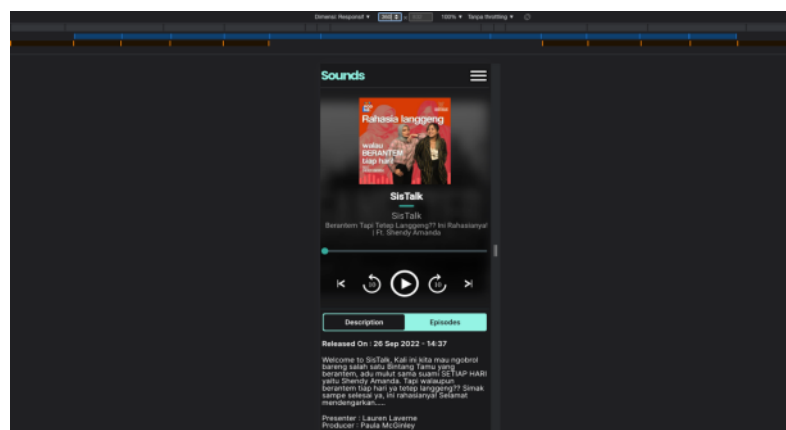 Dimensi: Responsif ▼ 360 x 820 100% ▼ Tanpa throttling ▼
Sounds
Rahasia langgeng
walau
BERANTEM
tiap hari!
SisTalk
SisTalk
Berantem Tapi Tetep Langgeng?? Ini Rahasianya!
| Ft. Shendy Amanda
10 10
Description Episodes
Released On : 26 Sep 2022 - 14:37
Welcome to SisTalk, Kali ini kita mau ngobrol
bareng salah satu Bintang Tamu yang
berantem, adu mulut sama suami SETIAP HARI
yaitu Shendy Amanda. Tapi walaupun
berantem tiap hari ya tetep langgeng?? Simak
sampe selesai ya, ini rahasianya! Selamat
mendengarkan.....
Presenter : Lauren Laverne
Producer : Paula McGinley